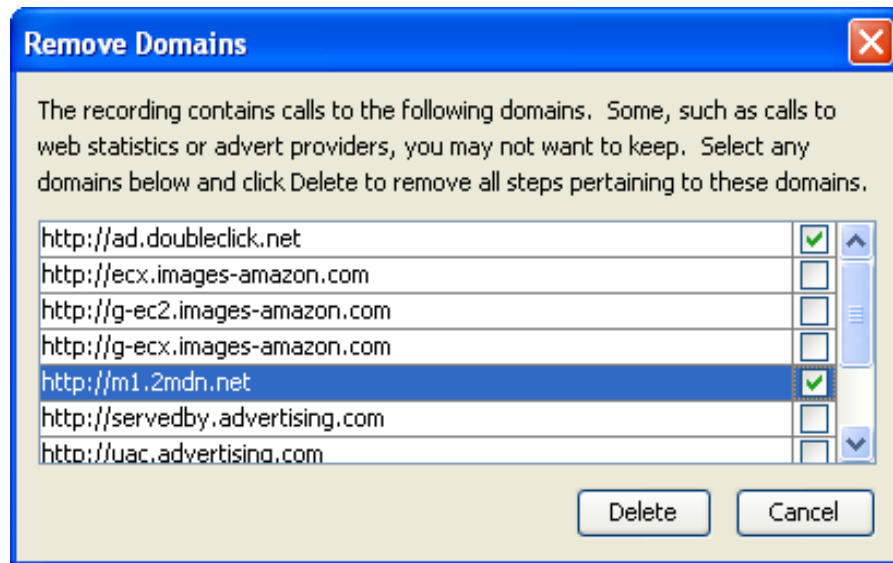 Remove Domains
The recording contains calls to the following domains.  Some, such as calls to
web statistics or advert providers, you may not want to keep.  Select any
domains below and click Delete to remove all steps pertaining to these domains.
http://ad.doubleclick.net
http://ecx.images-amazon.com
http://g-ec2.images-amazon.com
http://g-ecx.images-amazon.com
http://m1.2mdn.net
http://servedby.advertising.com
http://uac.advertising.com
Delete
Cancel